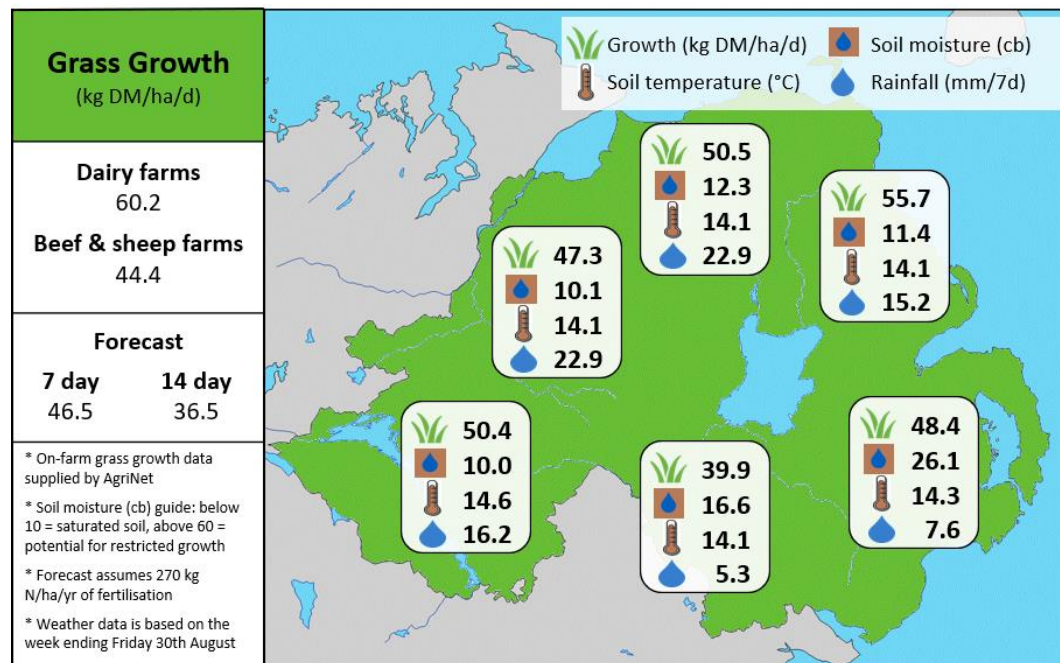 Grass Growth
(kg DM/ha/d)
Dairy farms
60.2
Beef & sheep farms
44.4
Forecast
7 day 14 day
46.5 36.5
* On-farm grass growth data
supplied by AgriNet
* Soil moisture (cb) guide: below
10 = saturated soil, above 60 =
potential for restricted growth
* Forecast assumes 270 kg
N/ha/yr of fertilisation
* Weather data is based on the
week ending Friday 30th August
Growth (kg DM/ha/d) Soil moisture (cb)
Soil temperature (°C) Rainfall (mm/7d)
50.5
12.3
14.1
22.9
55.7
11.4
14.1
15.2
47.3
10.1
14.1
22.9
50.4
10.0
14.6
16.2
39.9
16.6
14.1
5.3
48.4
26.1
14.3
7.6